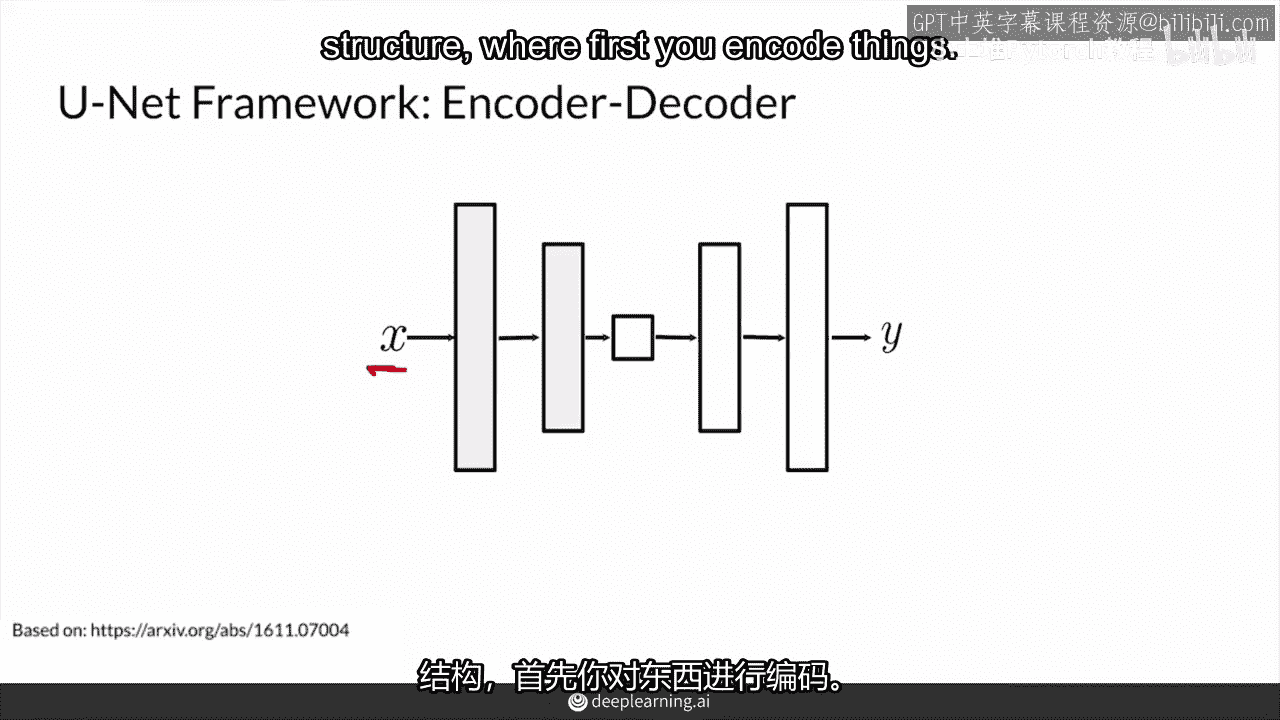 GPT中英字幕课程资源@bilibili.com
structure, where first you encode things.
bilibili
U-Net Framework: Encoder-Decoder
x
y
Based on: https://arxiv.org/abs/1611.07004
结构，首先你对东西进行编码。
deeplearning.ai